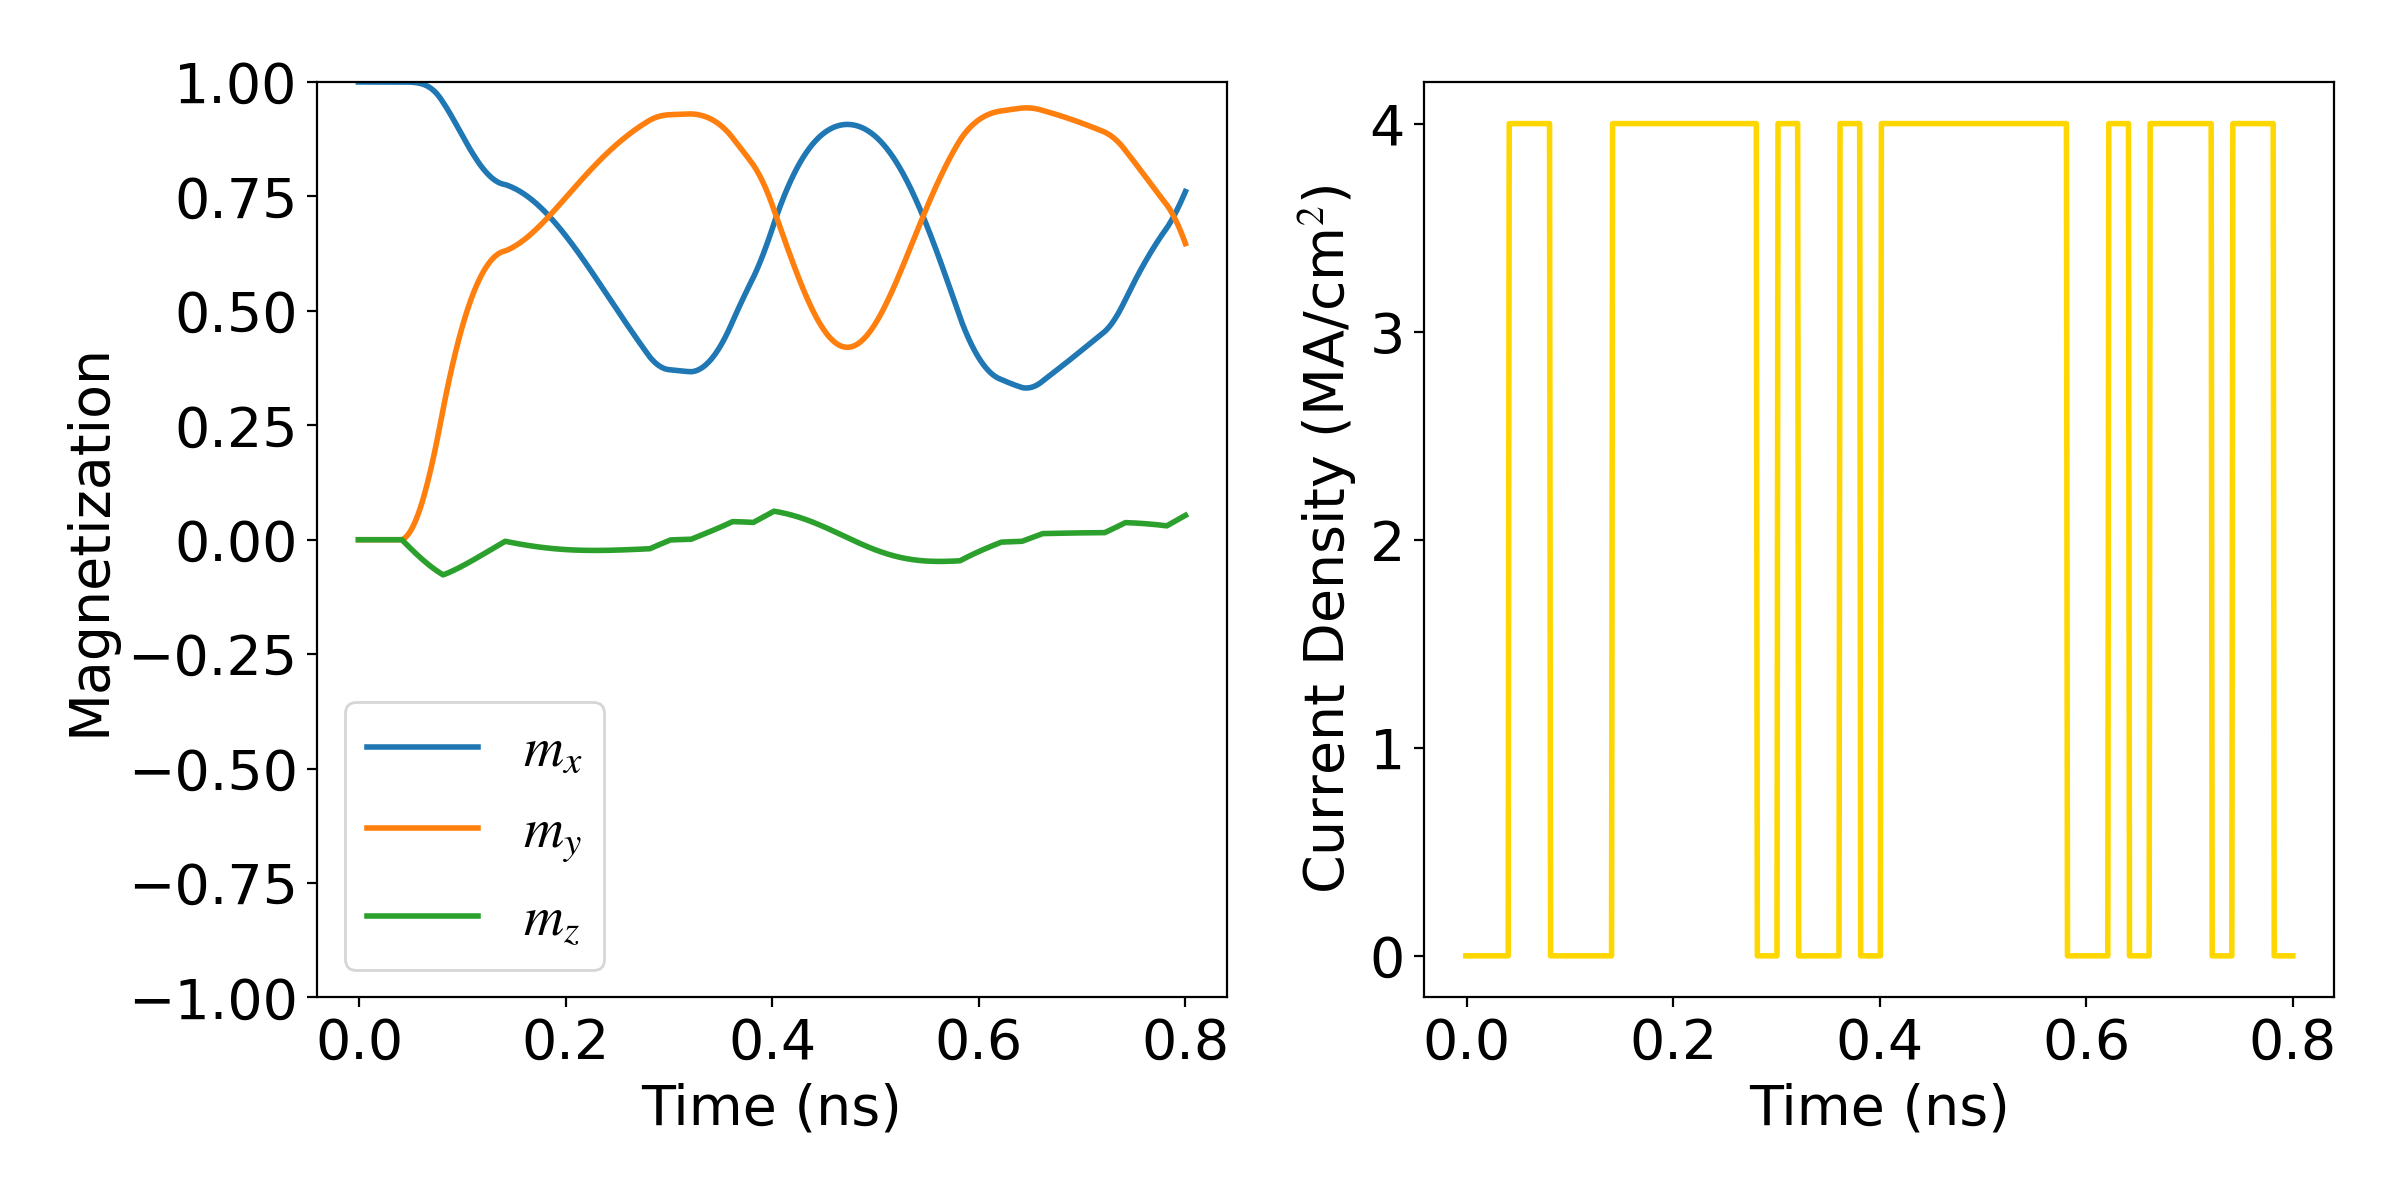 Magnetization
1.00
0.75
0.50
0.25
0.00
−0.25
−0.50
−0.75
−1.00
m_x
m_y
m_z
0.0 0.2 0.4 0.6 0.8
Time (ns)
Current Density (MA/cm²)
4
3
2
1
0
0.0 0.2 0.4 0.6 0.8
Time (ns)